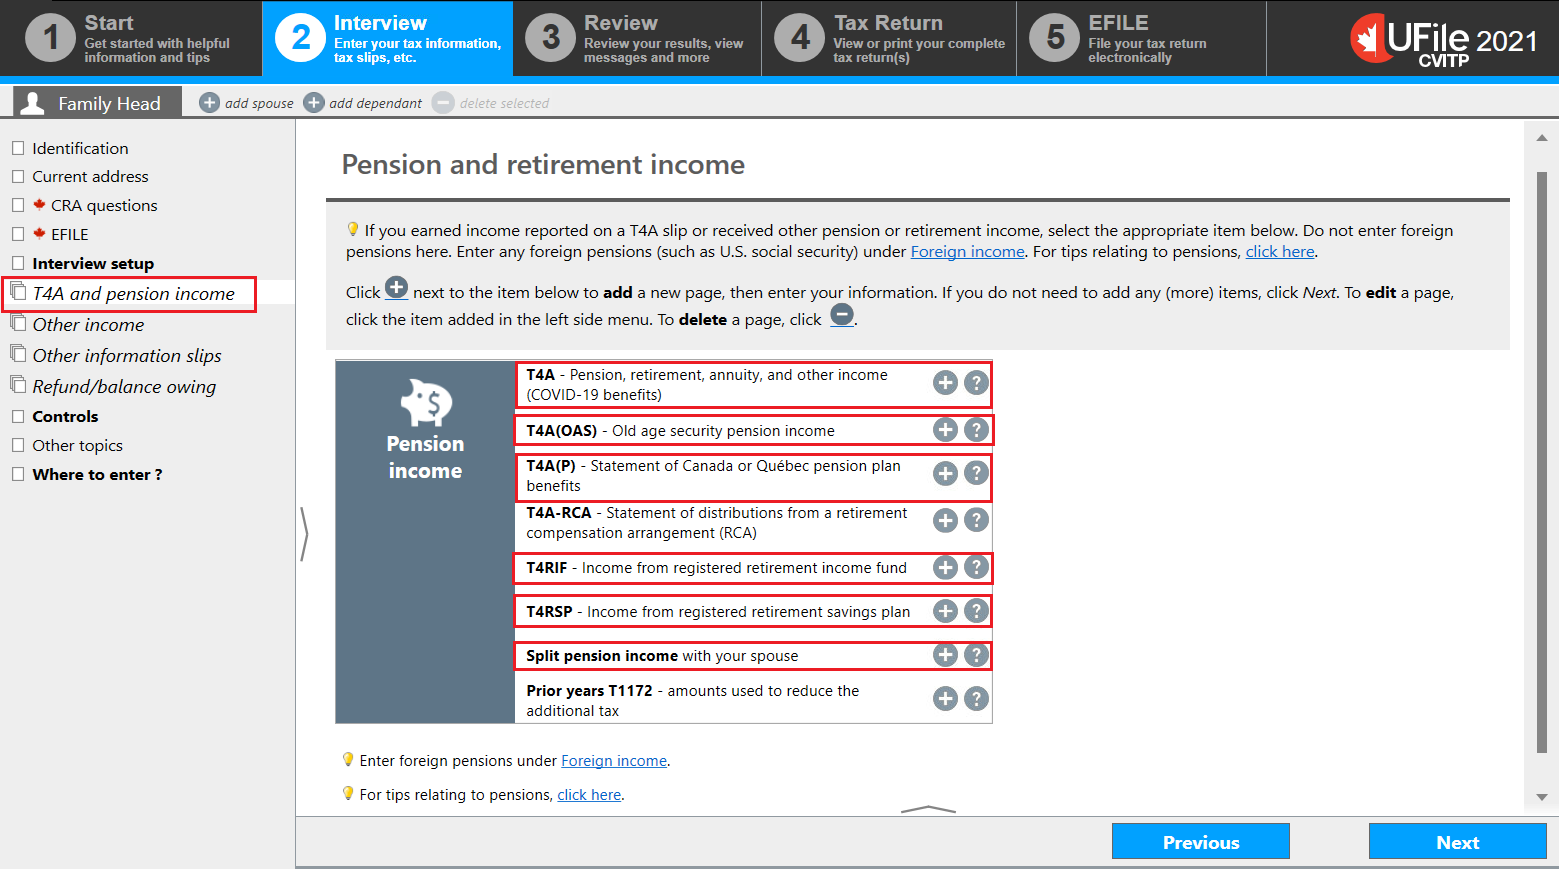 1
Start
Get started with helpful
information and tips
2
Interview
Enter your tax information,
tax slips, etc.
3
Review
Review your results, view
messages and more
4
Tax Return
View or print your complete
tax return(s)
5
EFILE
File your tax return
electronically
UFile 2021
CVITP
Family Head
add spouse
add dependant
delete selected
Identification
Current address
CRA questions
EFILE
Interview setup
T4A and pension income
Other income
Other information slips
Refund/balance owing
Controls
Other topics
Where to enter ?
Pension and retirement income
If you earned income reported on a T4A slip or received other pension or retirement income, select the appropriate item below. Do not enter foreign
pensions here. Enter any foreign pensions (such as U.S. social security) under Foreign income. For tips relating to pensions, click here.
Click + next to the item below to add a new page, then enter your information. If you do not need to add any (more) items, click Next. To edit a page,
click the item added in the left side menu. To delete a page, click −.
Pension
income
T4A - Pension, retirement, annuity, and other income
(COVID-19 benefits)
T4A(OAS) - Old age security pension income
T4A(P) - Statement of Canada or Québec pension plan
benefits
T4A-RCA - Statement of distributions from a retirement
compensation arrangement (RCA)
T4RIF - Income from registered retirement income fund
T4RSP - Income from registered retirement savings plan
Split pension income with your spouse
Prior years T1172 - amounts used to reduce the
additional tax
Enter foreign pensions under Foreign income.
For tips relating to pensions, click here.
Previous
Next